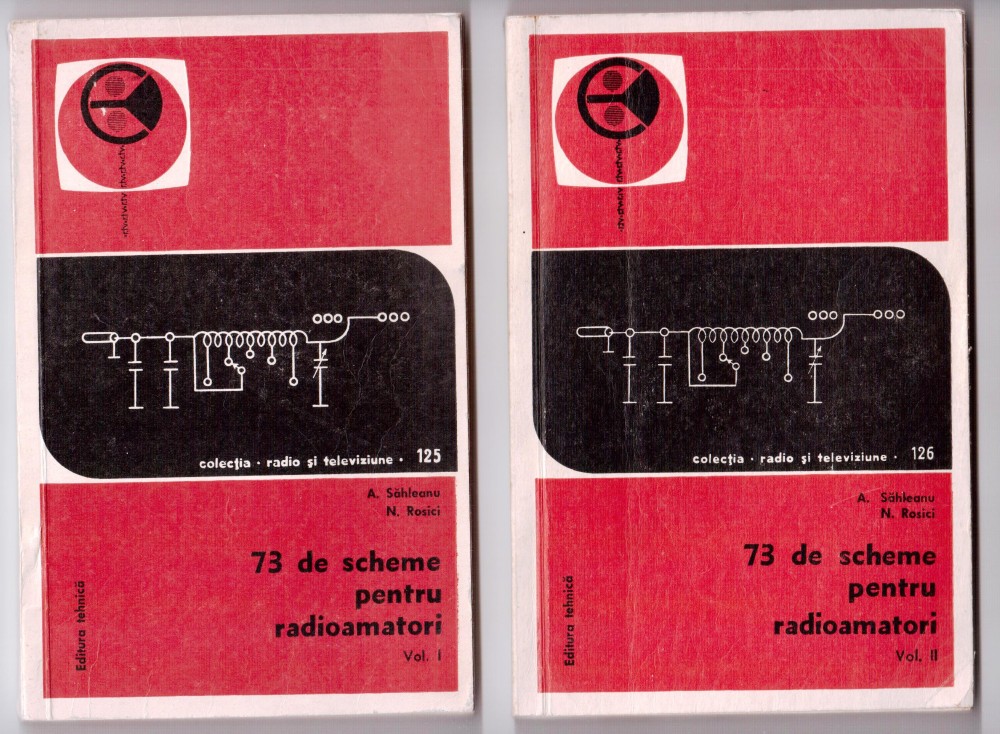 colecția · radio și televiziune · 125
A. Săhleanu
N. Rosici
73 de scheme
pentru
radioamatori
Vol. I
Editura tehnică
colecția · radio și televiziune · 126
A. Săhleanu
N. Rosici
73 de scheme
pentru
radioamatori
Vol. II
Editura tehnică